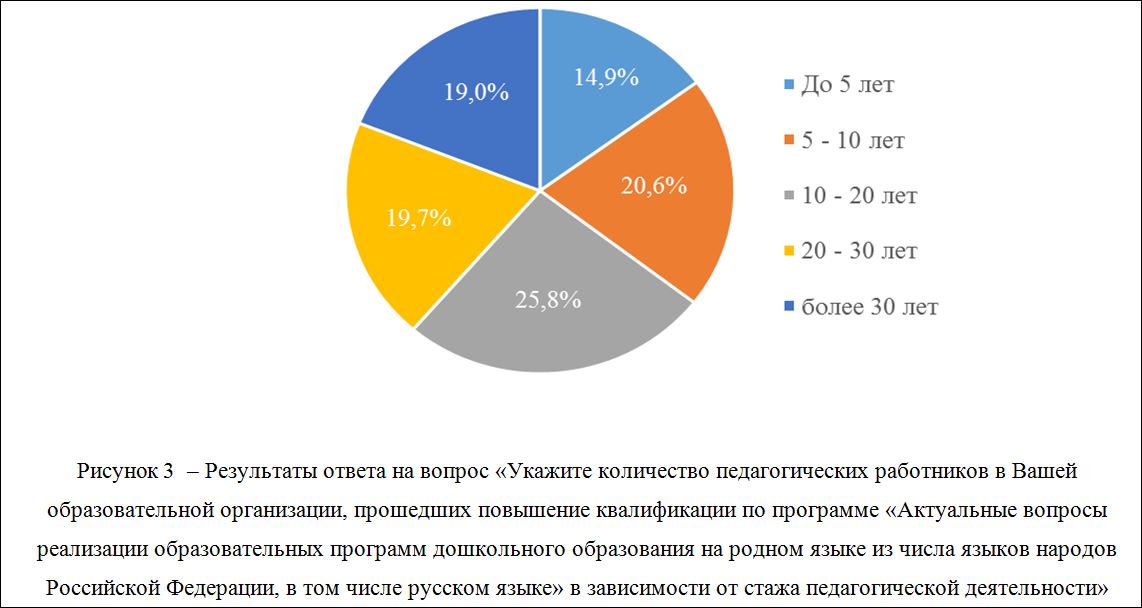 14,9%
20,6%
25,8%
19,7%
19,0%
До 5 лет
5 - 10 лет
10 - 20 лет
20 - 30 лет
более 30 лет
Рисунок 3 – Результаты ответа на вопрос «Укажите количество педагогических работников в Вашей
образовательной организации, прошедших повышение квалификации по программе «Актуальные вопросы
реализации образовательных программ дошкольного образования на родном языке из числа языков народов
Российской Федерации, в том числе русском языке» в зависимости от стажа педагогической деятельности»